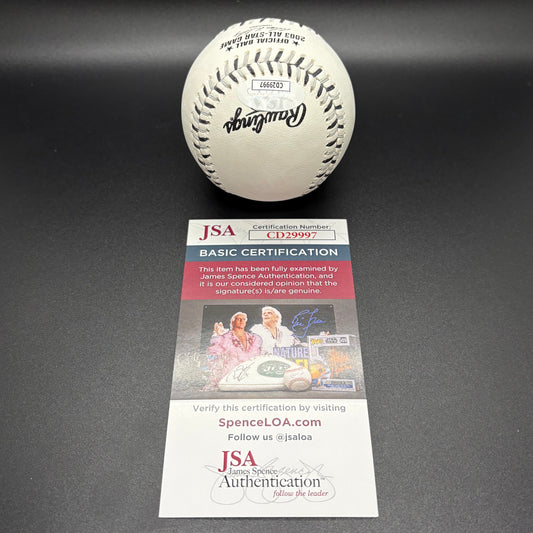 OFFICIAL BALL
2003 ALL-STAR GAME
CD29997
Rawlings
JSA
Certification Number:
CD29997
BASIC CERTIFICATION
This item has been fully examined by
James Spence Authentication, and
it is our considered opinion that the
signature(s) is/are genuine.
Verify this certification by visiting
SpenceLOA.com
Follow us @jsaloa
JSA
James Spence
Authentication™
follow the leader